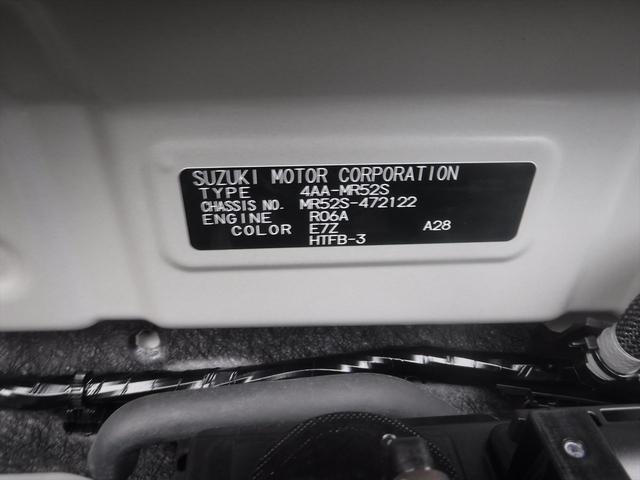 SUZUKI MOTOR CORPORATION
TYPE 4AA-MR52S
CHASSIS NO. MR52S-472122
ENGINE R06A
COLOR E7Z A28
HTFB-3